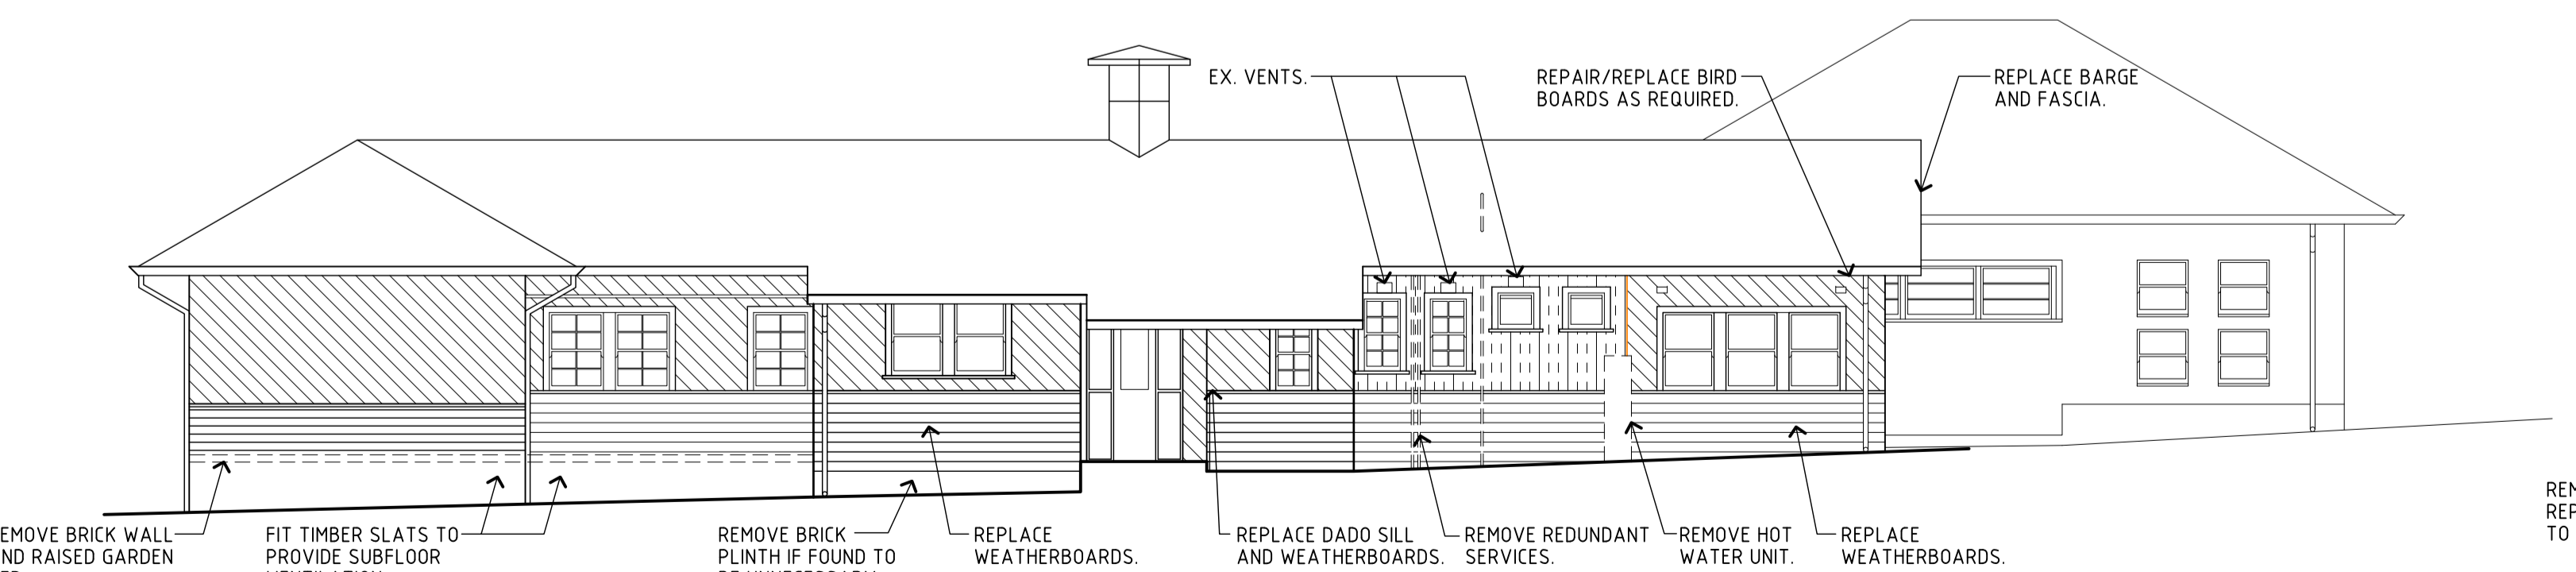 EX. VENTS.
REPAIR/REPLACE BIRD
BOARDS AS REQUIRED.
REPLACE BARGE
AND FASCIA.
EMOVE BRICK WALL
ND RAISED GARDEN
FIT TIMBER SLATS TO
PROVIDE SUBFLOOR
REMOVE BRICK
PLINTH IF FOUND TO
REPLACE
WEATHERBOARDS.
REPLACE DADO SILL
AND WEATHERBOARDS.
REMOVE REDUNDANT
SERVICES.
REMOVE HOT
WATER UNIT.
REPLACE
WEATHERBOARDS.
REM
REP
TO